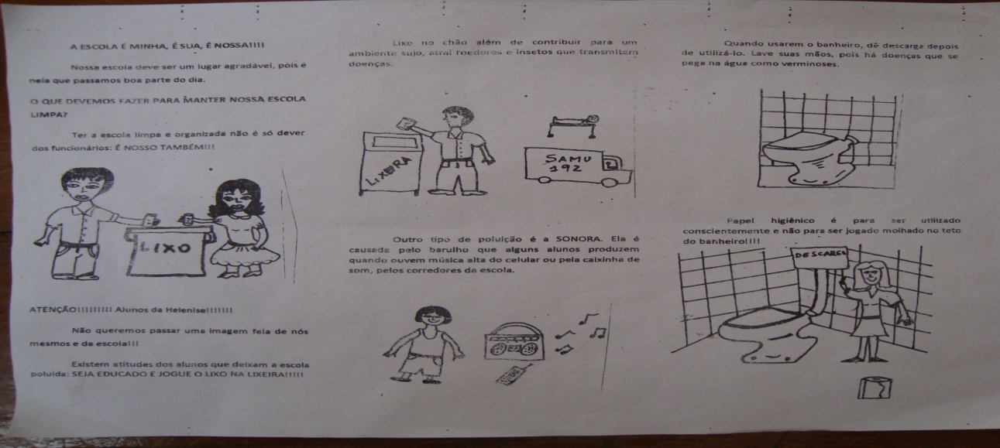 A ESCOLA É MINHA, É SUA, É NOSSA!!!!
Nossa escola deve ser um lugar agradável, pois é
nela que passamos boa parte do dia.
O QUE DEVEMOS FAZER PARA MANTER NOSSA ESCOLA
LIMPA?
Ter a escola limpa e organizada não é só dever
dos funcionários: É NOSSO TAMBÉM!!!
LIXO
ATENÇÃO!!!!!!!!! Alunos da Helenise!!!!!!!
Não queremos passar uma imagem feia de nós
mesmos e da escola!!!
Existem atitudes dos alunos que deixam a escola
poluída: SEJA EDUCADO E JOGUE O LIXO NA LIXEIRA!!!!!
Lixo no chão além de contribuir para um
ambiente sujo, atrai roedores e insetos que transmitem
doenças.
LIXEIRA
SAMU
192
Outro tipo de poluição é a SONORA. Ela é
causada pelo barulho que alguns alunos produzem
quando ouvem música alta do celular ou pela caixinha de
som, pelos corredores da escola.
Quando usarem o banheiro, dê descarga depois
de utilizá-lo. Lave suas mãos, pois há doenças que se
pega na água como verminoses.
Papel higiênico é para ser utilizado
conscientemente e não para ser jogado molhado no teto
do banheiro!!!!
DESCARGA